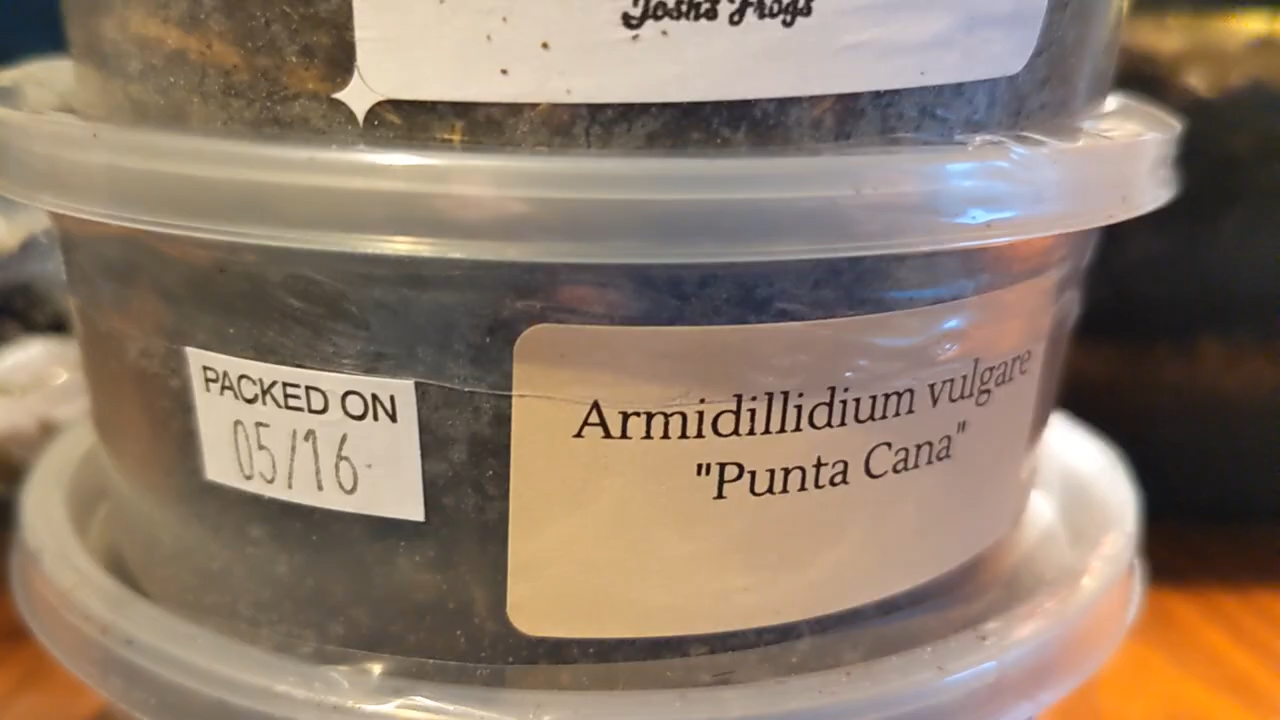 Josh's Frogs
PACKED ON
05/16
Armidillidium vulgare
"Punta Cana"